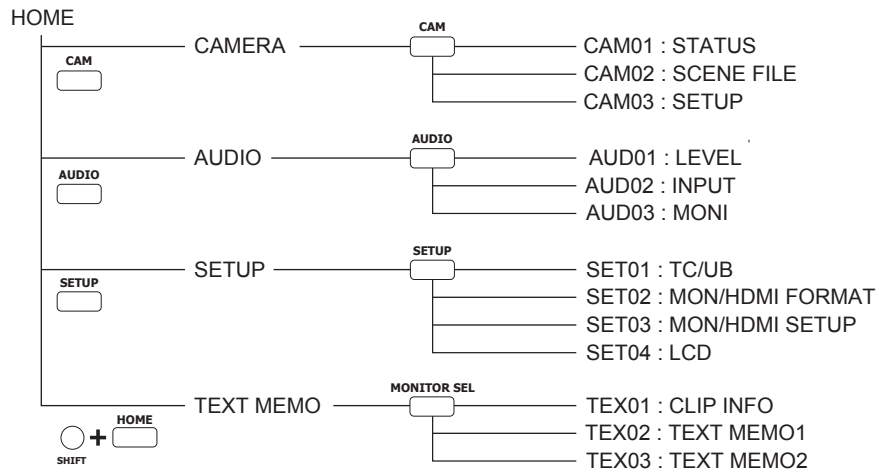 HOME
CAM
CAMERA
CAM
CAM01 : STATUS
CAM02 : SCENE FILE
CAM03 : SETUP
AUDIO
AUDIO
AUDIO
AUD01 : LEVEL
AUD02 : INPUT
AUD03 : MONI
SETUP
SETUP
SETUP
SET01 : TC/UB
SET02 : MON/HDMI FORMAT
SET03 : MON/HDMI SETUP
SET04 : LCD
TEXT MEMO
MONITOR SEL
TEX01 : CLIP INFO
TEX02 : TEXT MEMO1
TEX03 : TEXT MEMO2
HOME
+
SHIFT